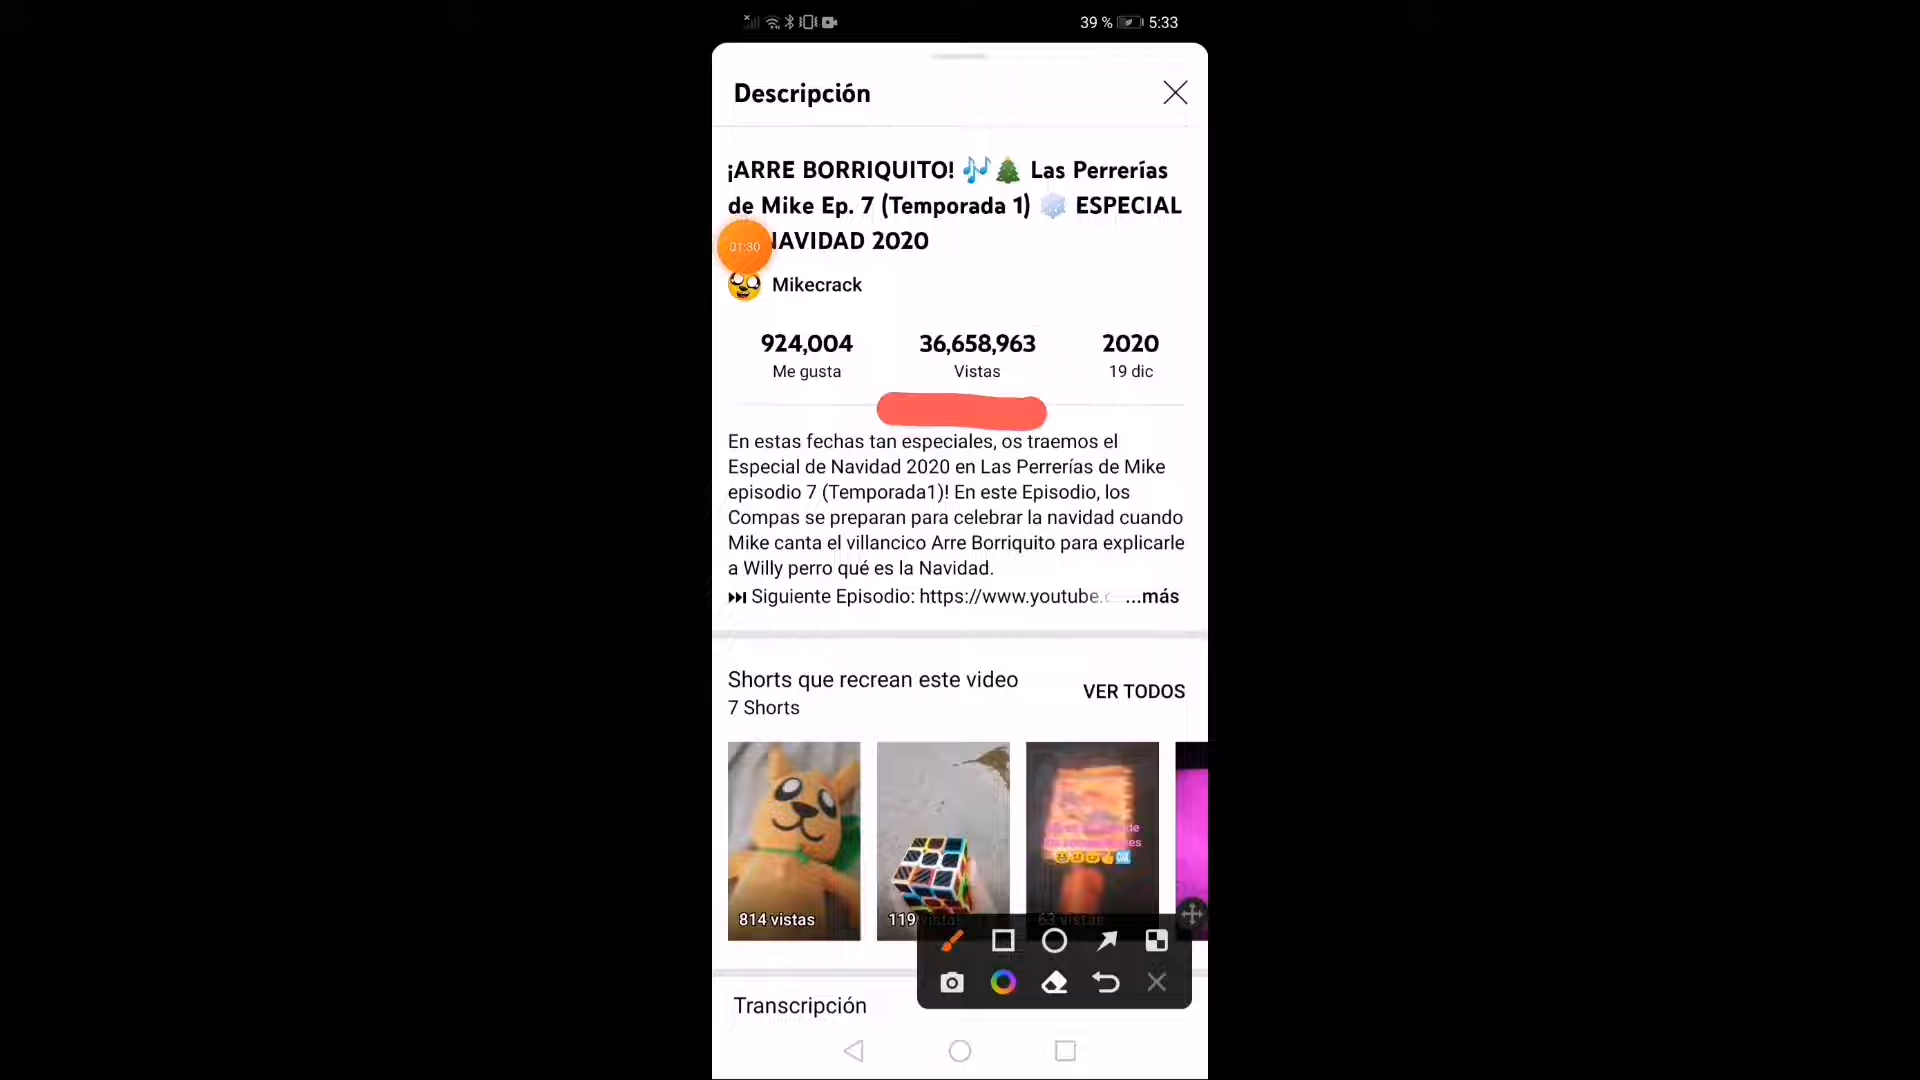 39 % 5:33
Descripción
¡ARRE BORRIQUITO! 🎶🎄 Las Perrerías
de Mike Ep. 7 (Temporada 1) ❄️ ESPECIAL
NAVIDAD 2020
01:30
Mikecrack
924,004 36,658,963 2020
Me gusta Vistas 19 dic
En estas fechas tan especiales, os traemos el
Especial de Navidad 2020 en Las Perrerías de Mike
episodio 7 (Temporada1)! En este Episodio, los
Compas se preparan para celebrar la navidad cuando
Mike canta el villancico Arre Borriquito para explicarle
a Willy perro qué es la Navidad.
⏭ Siguiente Episodio: https://www.youtube.c ...más
Shorts que recrean este video
VER TODOS
7 Shorts
814 vistas 119 vistas 63 vistas
Transcripción